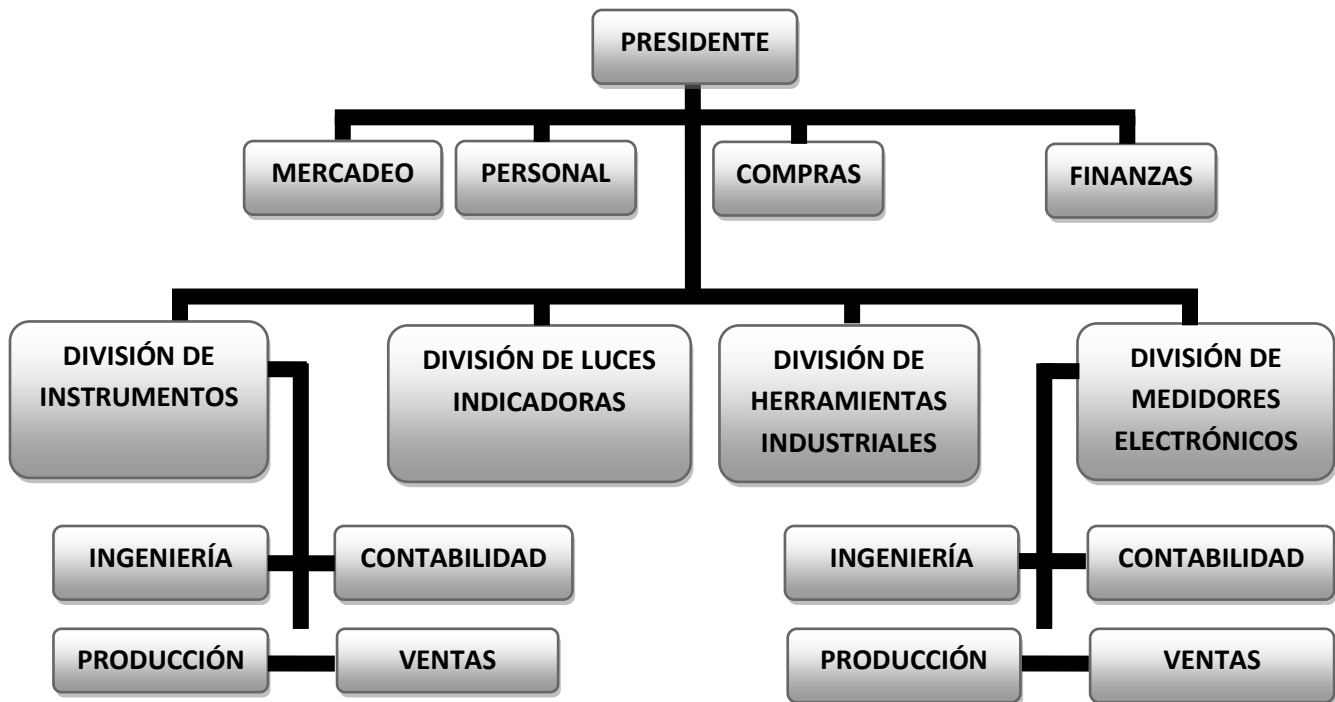 PRESIDENTE
MERCADEO
PERSONAL
COMPRAS
FINANZAS
DIVISIÓN DE
INSTRUMENTOS
DIVISIÓN DE LUCES
INDICADORAS
DIVISIÓN DE
HERRAMIENTAS
INDUSTRIALES
DIVISIÓN DE
MEDIDORES
ELECTRÓNICOS
INGENIERÍA
CONTABILIDAD
PRODUCCIÓN
VENTAS
INGENIERÍA
CONTABILIDAD
PRODUCCIÓN
VENTAS